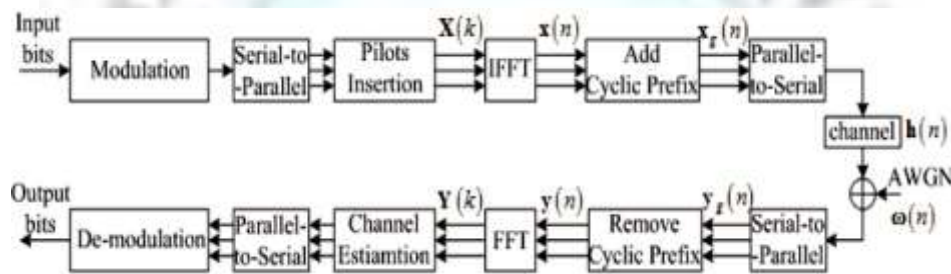 Input
bits
Modulation
Serial-to
-Parallel
Pilots
Insertion
X(k)
IFFT
x(n)
Add
Cyclic Prefix
x_g(n)
Parallel-
to-Serial
channel
h(n)
AWGN
ω(n)
Output
bits
De-modulation
Parallel-
to-Serial
Channel
Estiamtion
Y(k)
FFT
y(n)
Remove
Cyclic Prefix
y_g(n)
Serial-to
-Parallel